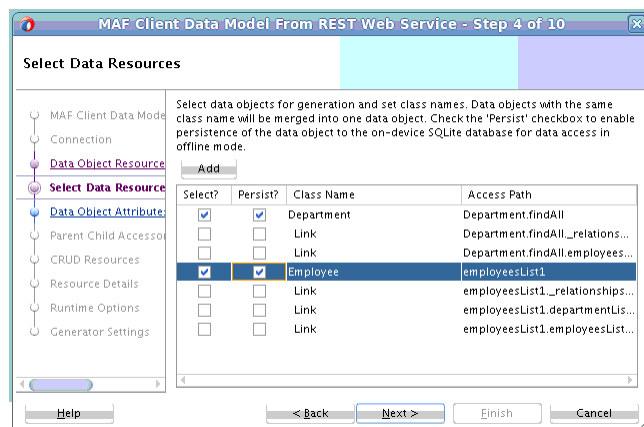 MAF Client Data Model From REST Web Service - Step 4 of 10
Select Data Resources
MAF Client Data Mode
Connection
Data Object Resource
Select Data Resource
Data Object Attribute:
Parent Child Accessor
CRUD Resources
Resource Details
Runtime Options
Generator Settings
Select data objects for generation and set class names. Data objects with the same
class name will be merged into one data object. Check the 'Persist' checkbox to enable
persistence of the data object to the on-device SQLite database for data access in
offline mode.
Add
Select? Persist? Class Name Access Path
Department Department.findAll
Link Department.findAll._relations...
Link Department.findAll.employees...
Employee employeesList1
Link employeesList1._relationships...
Link employeesList1.departmentLis...
Link employeesList1.employeesList...
Help < Back Next > Finish Cancel